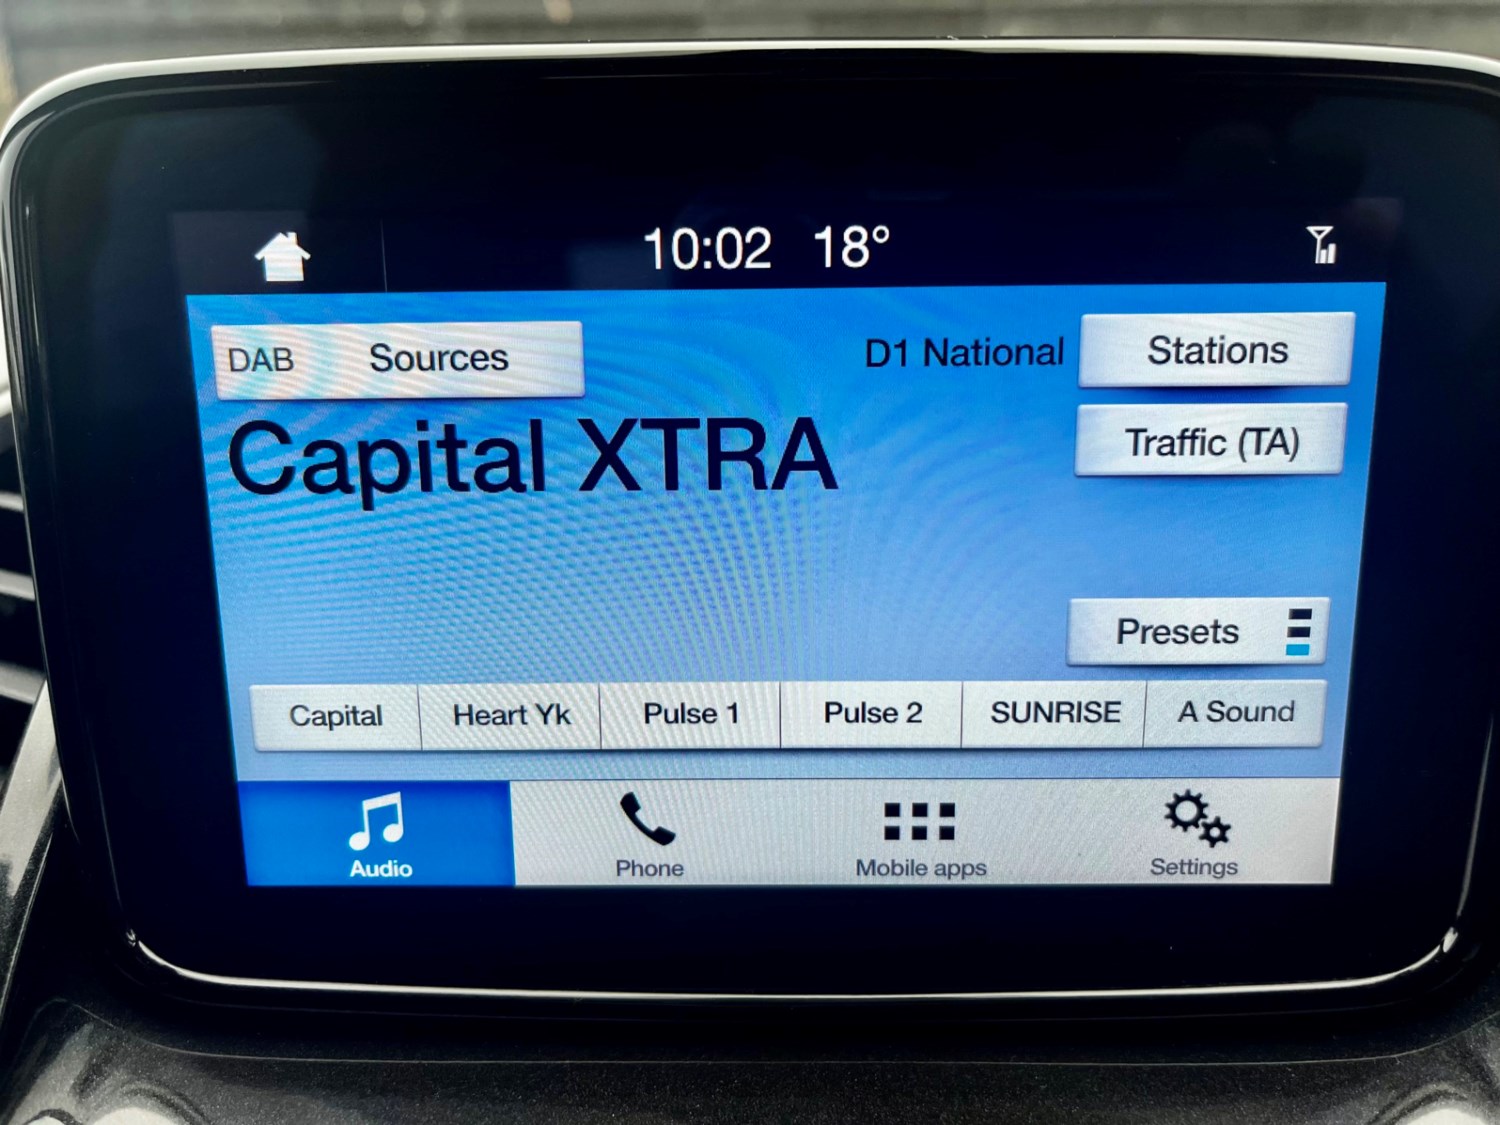 10:02 18°
DAB Sources
D1 National
Stations
Capital XTRA
Traffic (TA)
Presets
Capital
Heart Yk
Pulse 1
Pulse 2
SUNRISE
A Sound
Audio
Phone
Mobile apps
Settings